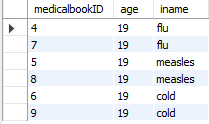 medicalbookID age iname
4 19 flu
7 19 flu
5 19 measles
8 19 measles
6 19 cold
9 19 cold